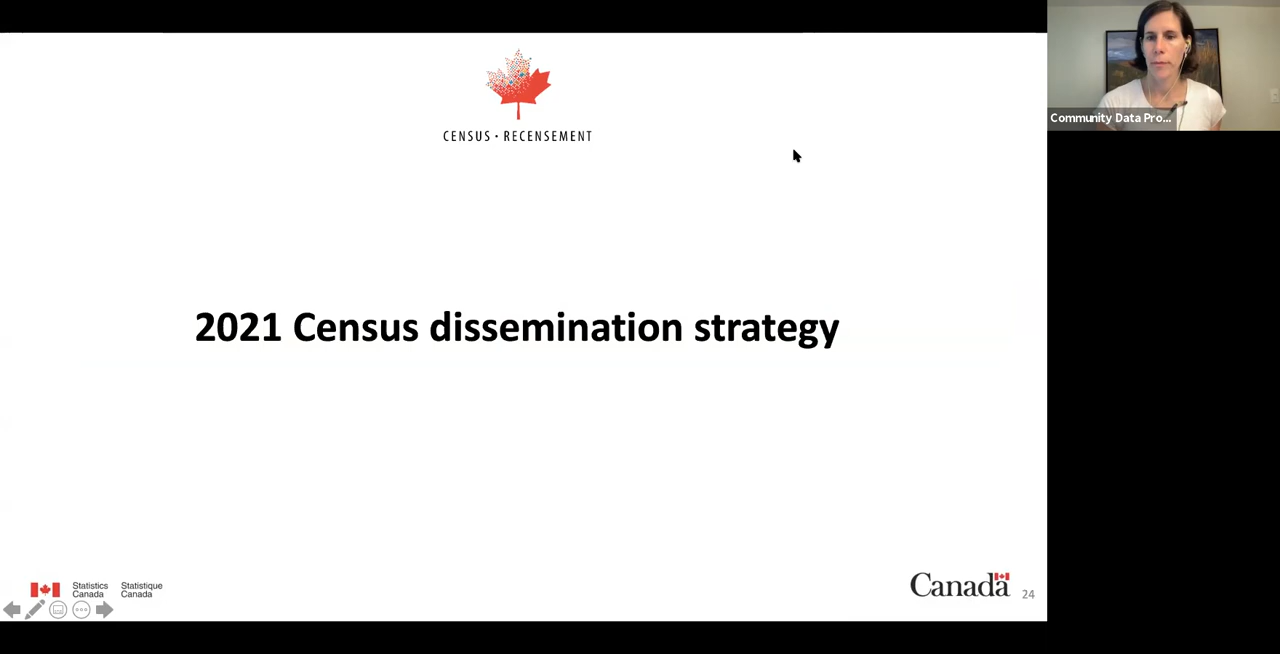 CENSUS • RECENSEMENT
Community Data Pro...
2021 Census dissemination strategy
Statistics
Canada
Statistique
Canada
Canada
24